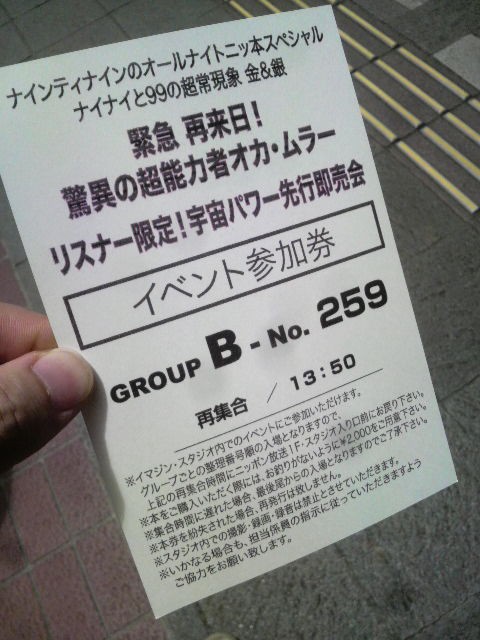 ナインティナインのオールナイトニッ本スペシャル
ナイナイと99の超常現象 金&銀
緊急 再来日!
驚異の超能力者オカ・ムラー
リスナー限定!宇宙パワー先行即売会
イベント参加券
GROUP B - No. 259
再集合 / 13:50
※イマジン・スタジオ内でのイベントにご参加いただけます。
グループごとの整理番号順の入場となりますので、
上記の再集合時間にニッポン放送1F・スタジオ入り口前にお戻り下さい。
※本をご購入いただく際には、お釣りがないように¥2,000をご用意下さい。
※集合時間に遅れた場合、最後尾からの入場となりますのでご了承下さい。
※本券を紛失された場合、再発行は致しません。
※スタジオ内での撮影・録画・録音は禁止とさせていただきます。
※いかなる場合も、担当係員の指示に従っていただきますよう
ご協力をお願い致します。